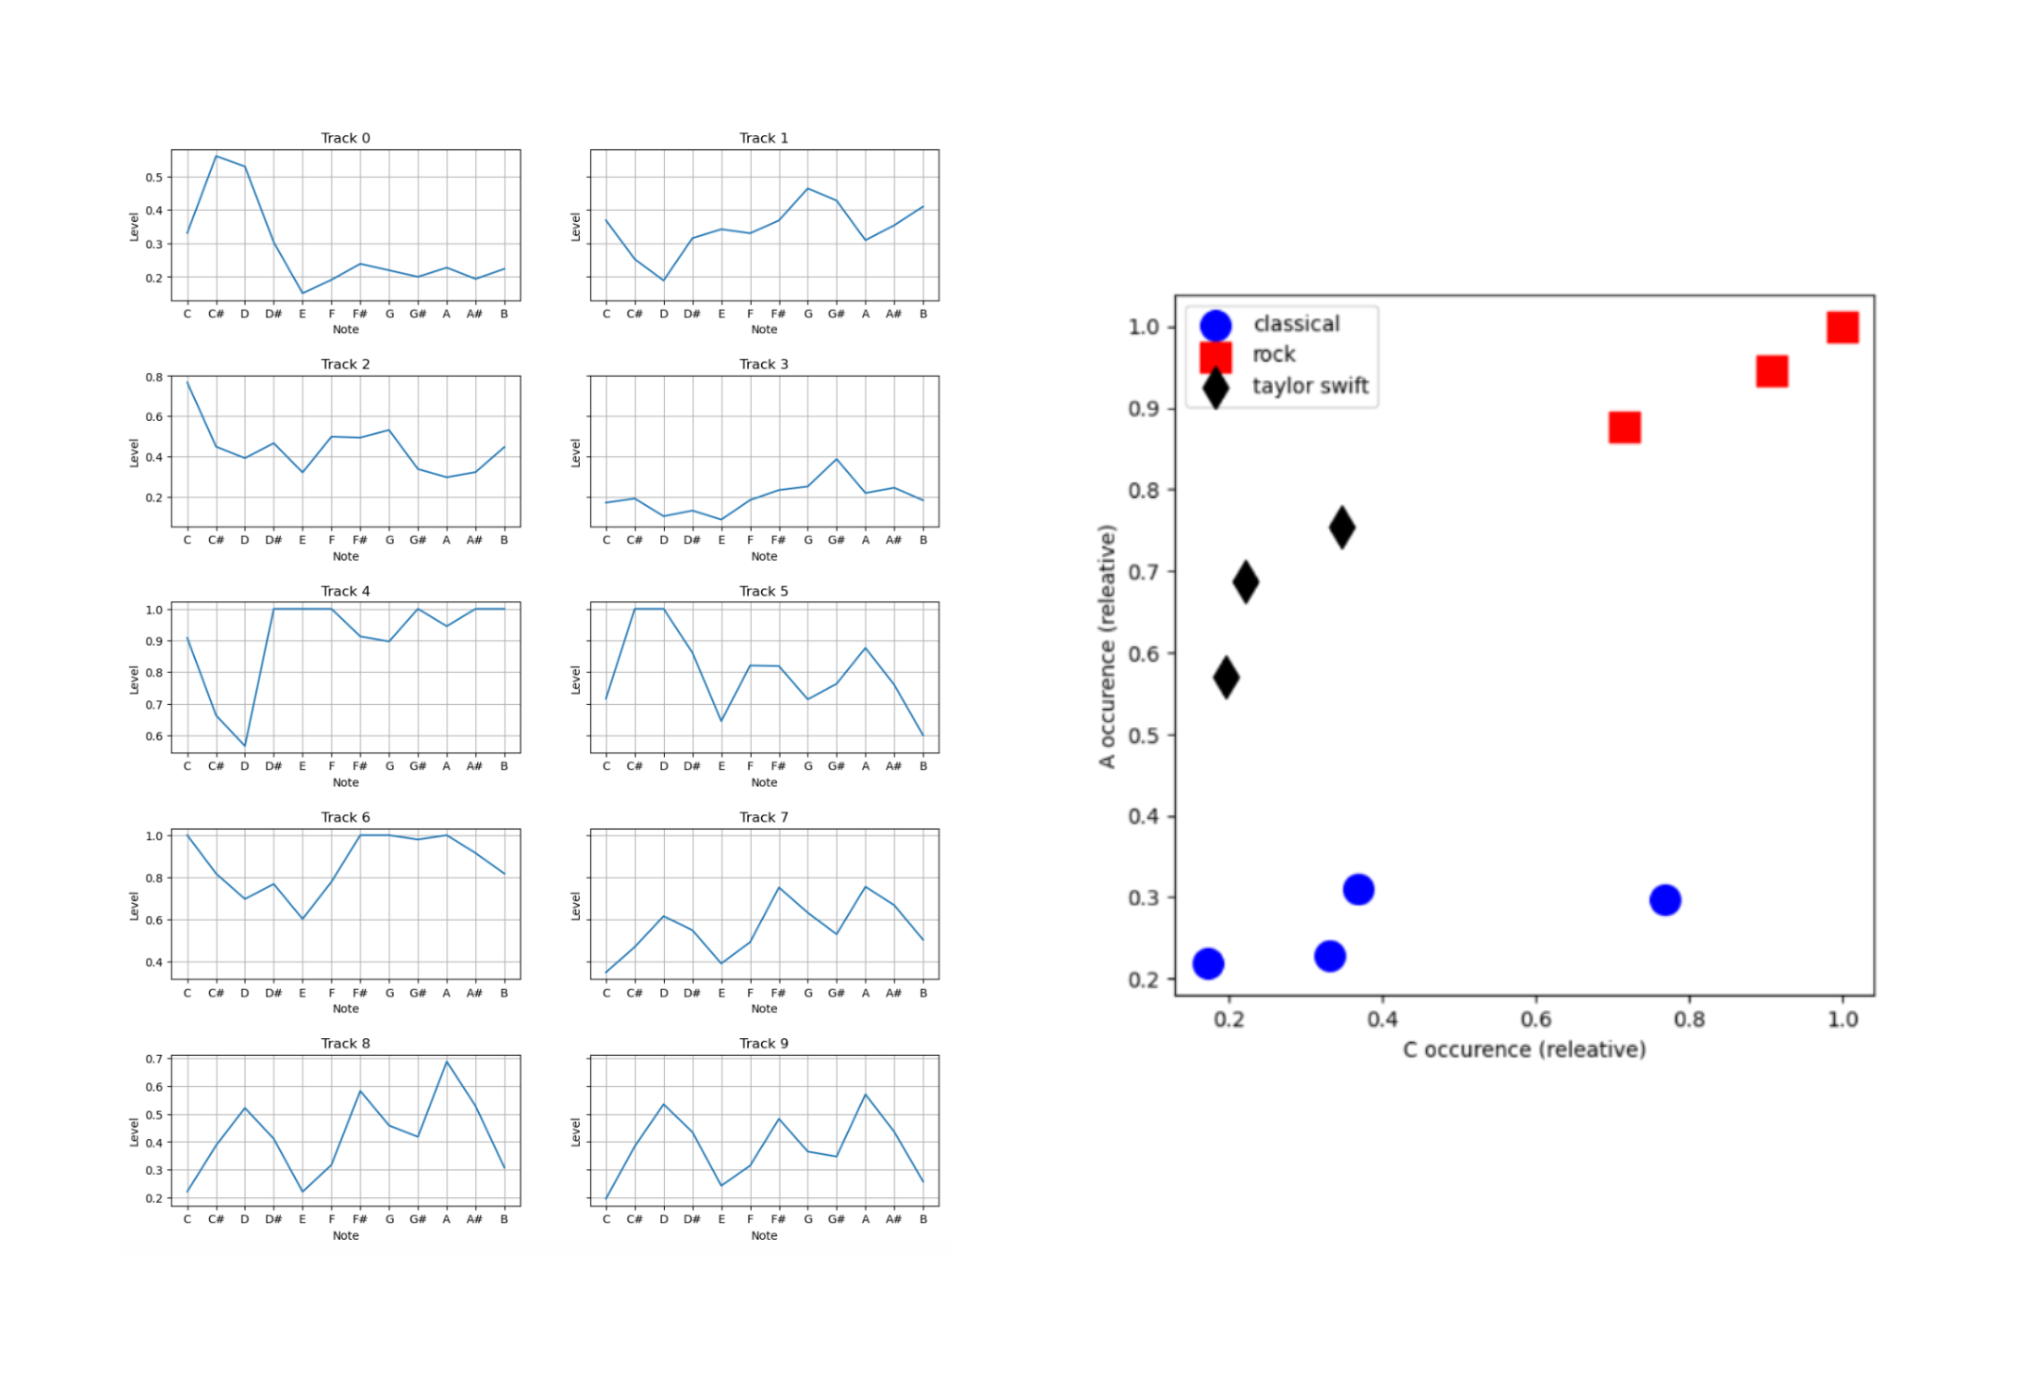 Track 0
Level
0.5
0.4
0.3
0.2
C C# D D# E F F# G G# A A# B
Note
Track 1
Level
C C# D D# E F F# G G# A A# B
Note
Track 2
Level
0.8
0.6
0.4
0.2
C C# D D# E F F# G G# A A# B
Note
Track 3
Level
C C# D D# E F F# G G# A A# B
Note
Track 4
Level
1.0
0.9
0.8
0.7
0.6
C C# D D# E F F# G G# A A# B
Note
Track 5
Level
C C# D D# E F F# G G# A A# B
Note
Track 6
Level
1.0
0.8
0.6
0.4
C C# D D# E F F# G G# A A# B
Note
Track 7
Level
C C# D D# E F F# G G# A A# B
Note
Track 8
Level
0.7
0.6
0.5
0.4
0.3
0.2
C C# D D# E F F# G G# A A# B
Note
Track 9
Level
C C# D D# E F F# G G# A A# B
Note
classical
rock
taylor swift
A occurence (releative)
1.0
0.9
0.8
0.7
0.6
0.5
0.4
0.3
0.2
0.2 0.4 0.6 0.8 1.0
C occurence (releative)